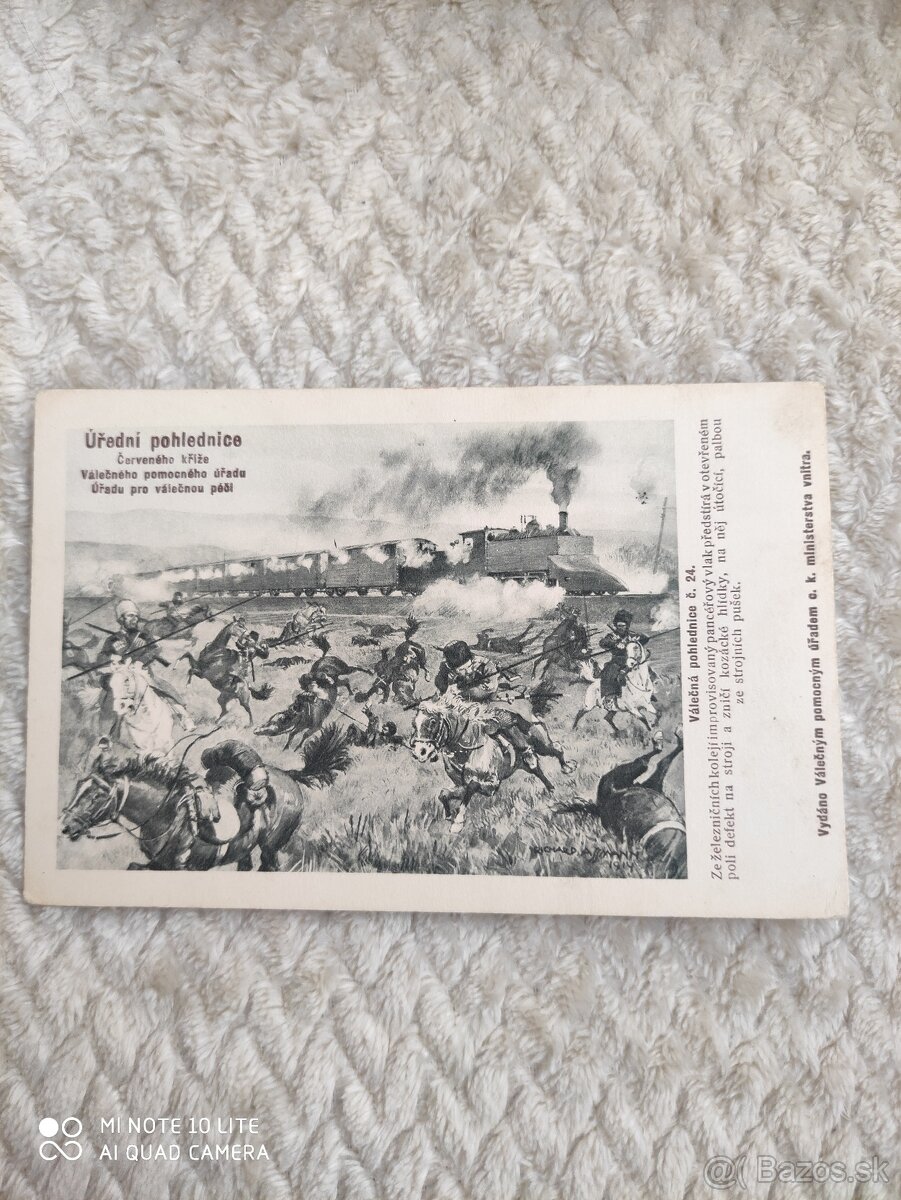 Úřední pohlednice
Červeného kříže
Válečného pomocného úřadu
Úřadu pro válečnou péči
Válečná pohlednice č. 24.
Ze železničních kolejí improvisovaný pancéřový vlak předstírá v otevřeném
poli defekt na stroji a zničí kozácké hlídky, na něj útočící, palbou
ze strojních pušek.
Vydáno Válečným pomocným úřadem c. k. ministerstva vnitra.
RICHARD
MI NOTE 10 LITE
AI QUAD CAMERA
@( Bazos.sk